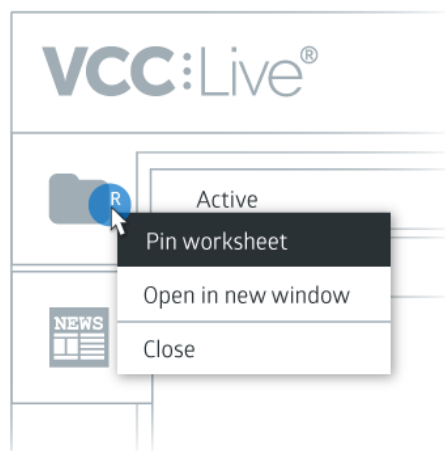 VCC Live®
R
Active
Pin worksheet
Open in new window
NEWS
Close